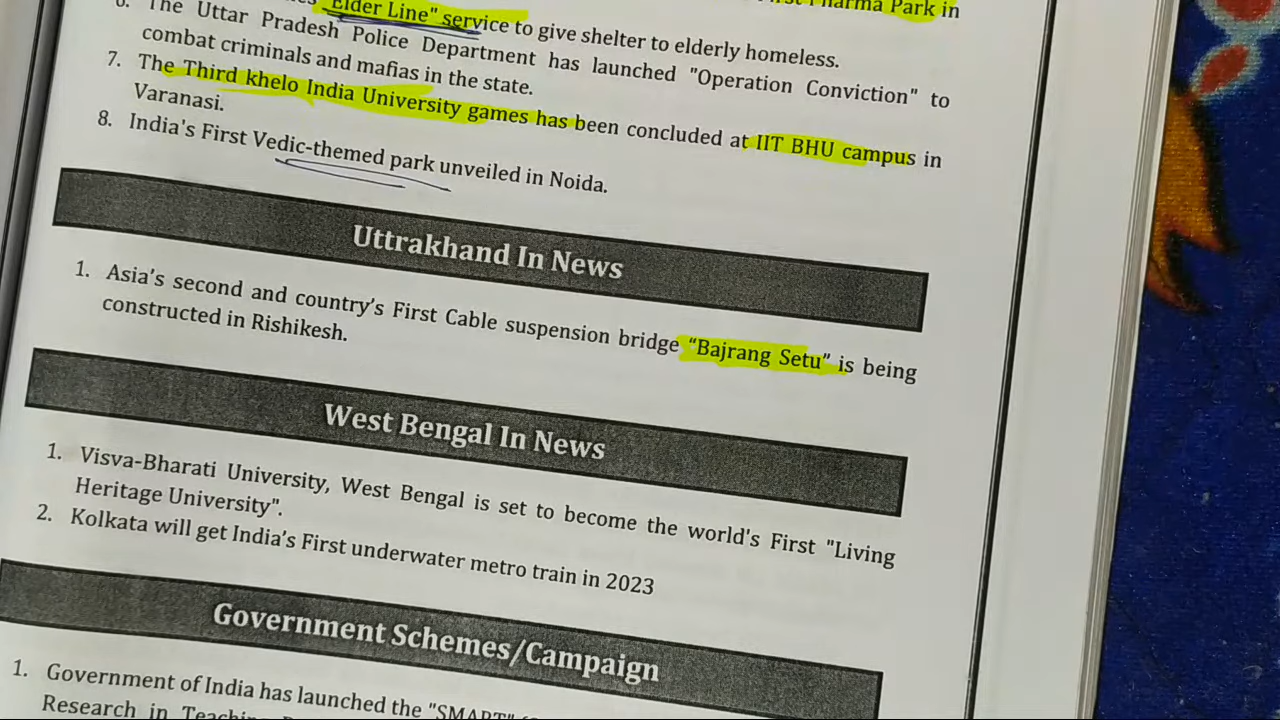 Pharma Park in
"Elder Line" service to give shelter to elderly homeless.
The Uttar Pradesh Police Department has launched "Operation Conviction" to
combat criminals and mafias in the state.
7. The Third khelo India University games has been concluded at IIT BHU campus in
Varanasi.
8. India's First Vedic-themed park unveiled in Noida.
Uttrakhand In News
1. Asia's second and country's First Cable suspension bridge "Bajrang Setu" is being
constructed in Rishikesh.
West Bengal In News
1. Visva-Bharati University, West Bengal is set to become the world's First "Living
Heritage University".
2. Kolkata will get India's First underwater metro train in 2023
Government Schemes/Campaign
1. Government of India has launched the "SMART"
Research in